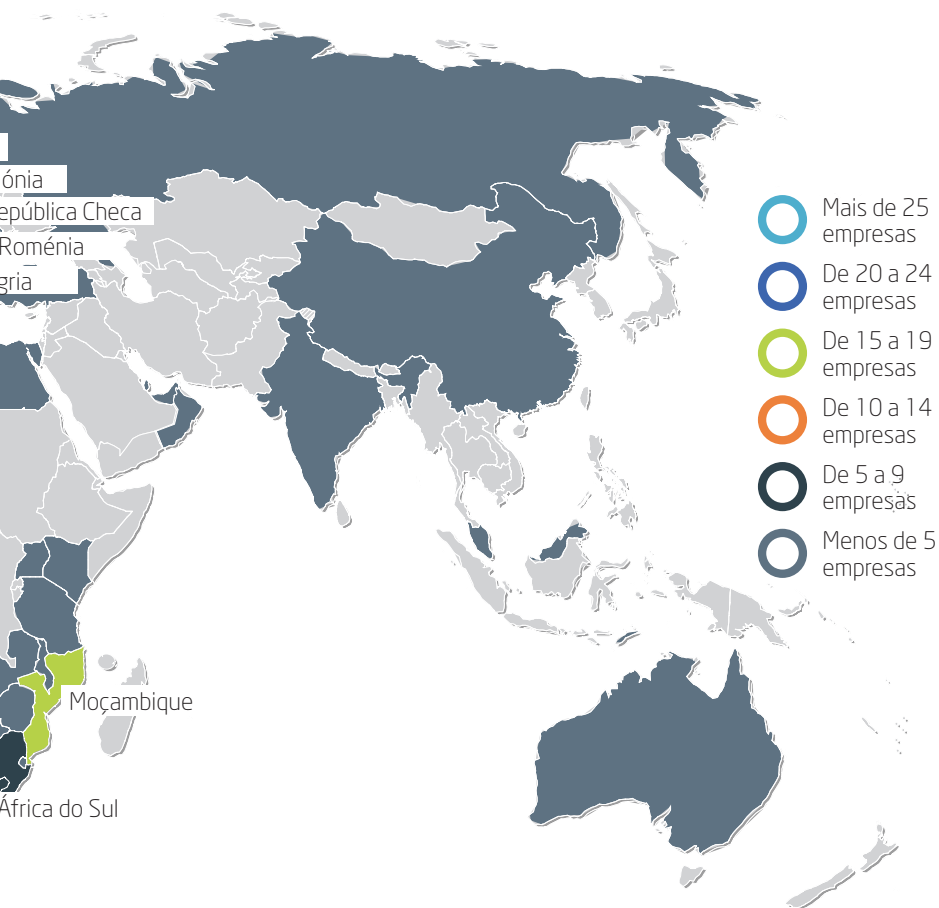 ónia
epública Checa
Roménia
gria
Mais de 25
empresas
De 20 a 24
empresas
De 15 a 19
empresas
De 10 a 14
empresas
De 5 a 9
empresas
Menos de 5
empresas
Moçambique
África do Sul